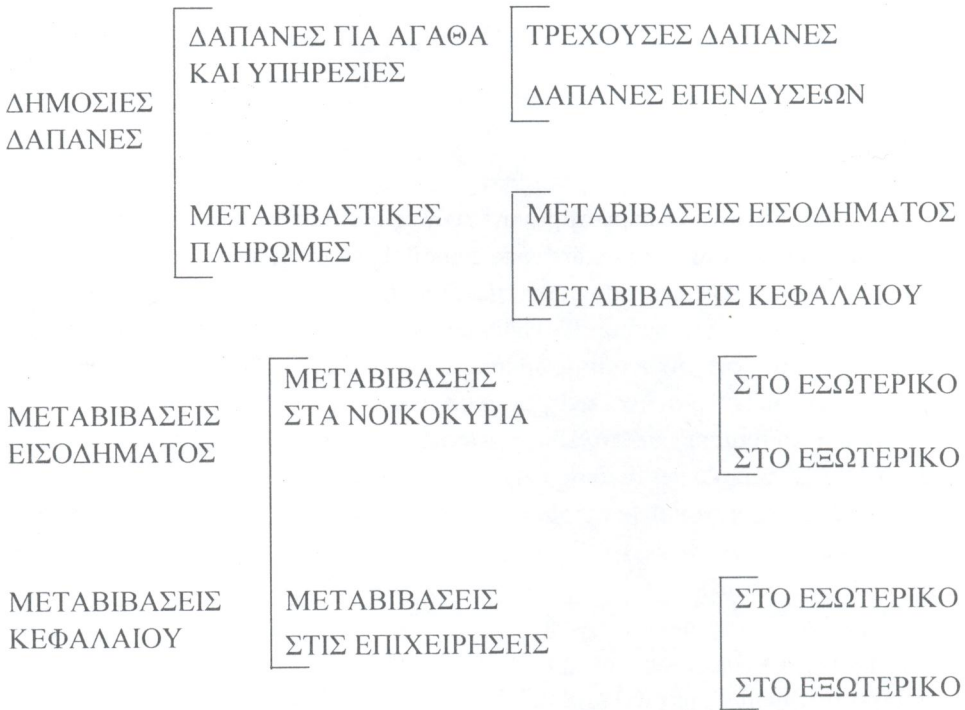 ΔΗΜΟΣΙΕΣ
ΔΑΠΑΝΕΣ
ΔΑΠΑΝΕΣ ΓΙΑ ΑΓΑΘΑ
ΚΑΙ ΥΠΗΡΕΣΙΕΣ
ΤΡΕΧΟΥΣΕΣ ΔΑΠΑΝΕΣ
ΔΑΠΑΝΕΣ ΕΠΕΝΔΥΣΕΩΝ
ΜΕΤΑΒΙΒΑΣΤΙΚΕΣ
ΠΛΗΡΩΜΕΣ
ΜΕΤΑΒΙΒΑΣΕΙΣ ΕΙΣΟΔΗΜΑΤΟΣ
ΜΕΤΑΒΙΒΑΣΕΙΣ ΚΕΦΑΛΑΙΟΥ
ΜΕΤΑΒΙΒΑΣΕΙΣ
ΕΙΣΟΔΗΜΑΤΟΣ
ΜΕΤΑΒΙΒΑΣΕΙΣ
ΣΤΑ ΝΟΙΚΟΚΥΡΙΑ
ΣΤΟ ΕΣΩΤΕΡΙΚΟ
ΣΤΟ ΕΞΩΤΕΡΙΚΟ
ΜΕΤΑΒΙΒΑΣΕΙΣ
ΚΕΦΑΛΑΙΟΥ
ΜΕΤΑΒΙΒΑΣΕΙΣ
ΣΤΙΣ ΕΠΙΧΕΙΡΗΣΕΙΣ
ΣΤΟ ΕΣΩΤΕΡΙΚΟ
ΣΤΟ ΕΞΩΤΕΡΙΚΟ